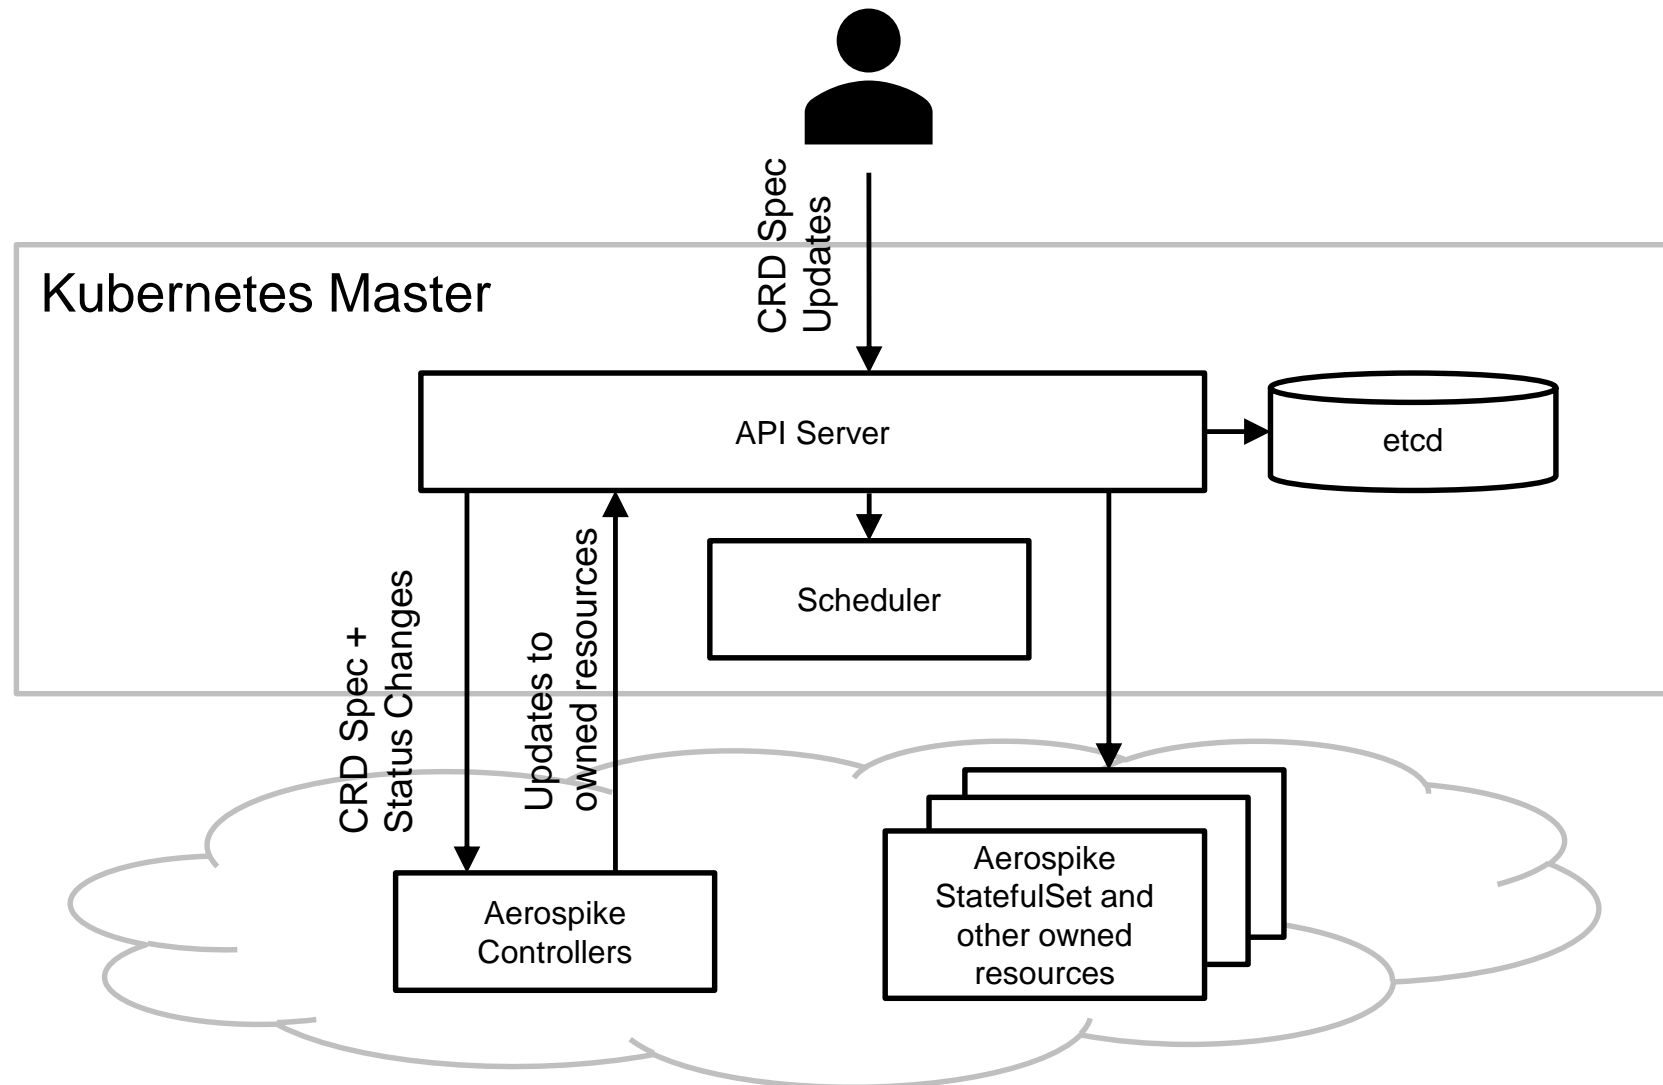 CRD Spec
Updates
Kubernetes Master
API Server
etcd
Scheduler
CRD Spec +
Status Changes
Updates to
owned resources
Aerospike
Controllers
Aerospike
StatefulSet and
other owned
resources